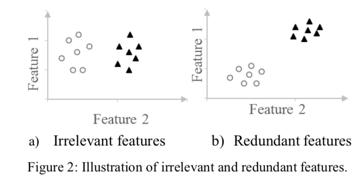 Feature 1
Feature 2
Feature 1
Feature 2
a) Irrelevant features
b) Redundant features
Figure 2: Illustration of irrelevant and redundant features.